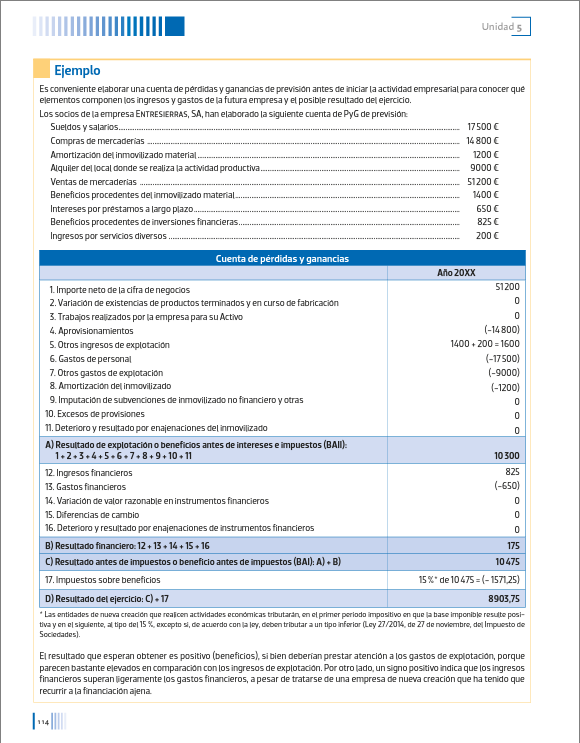 Unidad 5
Ejemplo
Es conveniente elaborar una cuenta de pérdidas y ganancias de previsión antes de iniciar la actividad empresarial para conocer qué
elementos componen los ingresos y gastos de la futura empresa y el posible resultado del ejercicio.
Los socios de la empresa ENTRESIERRAS, SA, han elaborado la siguiente cuenta de PyG de previsión:
Sueldos y salarios 17 500 €
Compras de mercaderías 14 800 €
Amortización del inmovilizado material 1200 €
Alquiler del local donde se realiza la actividad productiva 9000 €
Ventas de mercaderías 51 200 €
Beneficios procedentes del inmovilizado material 1400 €
Intereses por préstamos a largo plazo 650 €
Beneficios procedentes de inversiones financieras 825 €
Ingresos por servicios diversos 200 €
Cuenta de pérdidas y ganancias
Año 20XX
1. Importe neto de la cifra de negocios 51 200
2. Variación de existencias de productos terminados y en curso de fabricación 0
3. Trabajos realizados por la empresa para su Activo 0
4. Aprovisionamientos (–14 800)
5. Otros ingresos de explotación 1400 + 200 = 1600
6. Gastos de personal (–17 500)
7. Otros gastos de explotación (–9000)
8. Amortización del inmovilizado (–1200)
9. Imputación de subvenciones de inmovilizado no financiero y otras 0
10. Excesos de provisiones 0
11. Deterioro y resultado por enajenaciones del inmovilizado 0
A) Resultado de explotación o beneficios antes de intereses e impuestos (BAII):
1 + 2 + 3 + 4 + 5 + 6 + 7 + 8 + 9 + 10 + 11 10 300
12. Ingresos financieros 825
13. Gastos financieros (–650)
14. Variación de valor razonable en instrumentos financieros 0
15. Diferencias de cambio 0
16. Deterioro y resultado por enajenaciones de instrumentos financieros 0
B) Resultado financiero: 12 + 13 + 14 + 15 + 16 175
C) Resultado antes de impuestos o beneficio antes de impuestos (BAI): A) + B) 10 475
17. Impuestos sobre beneficios 15 %* de 10 475 = (– 1571,25)
D) Resultado del ejercicio: C) + 17 8903,75
* Las entidades de nueva creación que realicen actividades económicas tributarán, en el primer periodo impositivo en que la base imponible resulte posi-
tiva y en el siguiente, al tipo del 15 %, excepto si, de acuerdo con la ley, deben tributar a un tipo inferior (Ley 27/2014, de 27 de noviembre, del Impuesto de
Sociedades).
El resultado que esperan obtener es positivo (beneficios), si bien deberían prestar atención a los gastos de explotación, porque
parecen bastante elevados en comparación con los ingresos de explotación. Por otro lado, un signo positivo indica que los ingresos
financieros superan ligeramente los gastos financieros, a pesar de tratarse de una empresa de nueva creación que ha tenido que
recurrir a la financiación ajena.
114